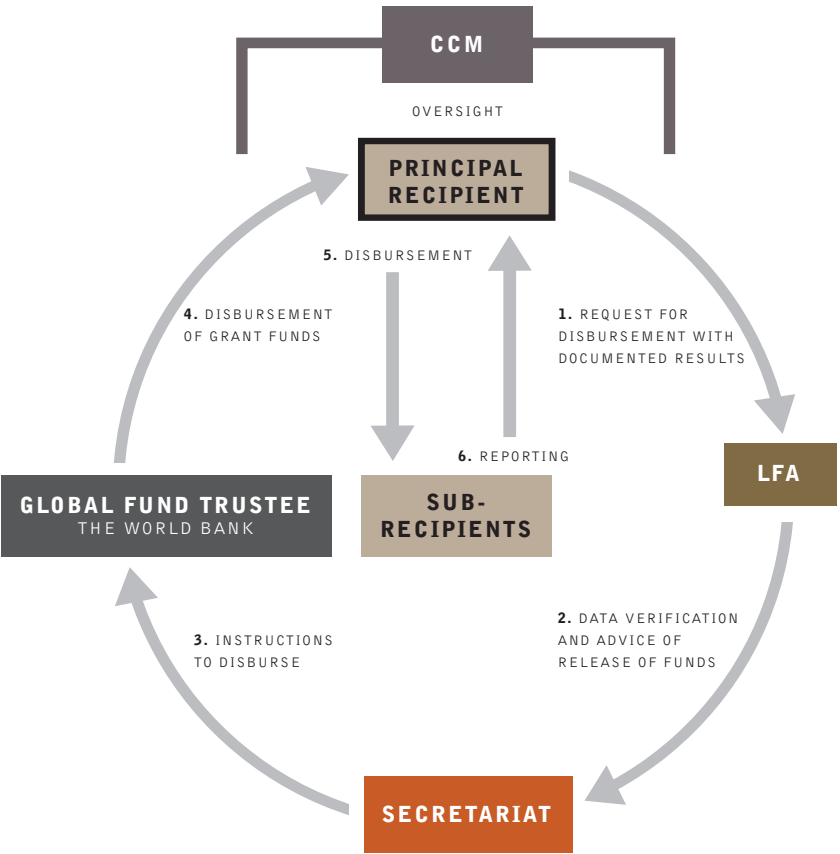 CCM
OVERSIGHT
PRINCIPAL
RECIPIENT
5. DISBURSEMENT
4. DISBURSEMENT
OF GRANT FUNDS
1. REQUEST FOR
DISBURSEMENT WITH
DOCUMENTED RESULTS
6. REPORTING
LFA
GLOBAL FUND TRUSTEE
THE WORLD BANK
SUB-
RECIPIENTS
2. DATA VERIFICATION
AND ADVICE OF
RELEASE OF FUNDS
3. INSTRUCTIONS
TO DISBURSE
SECRETARIAT